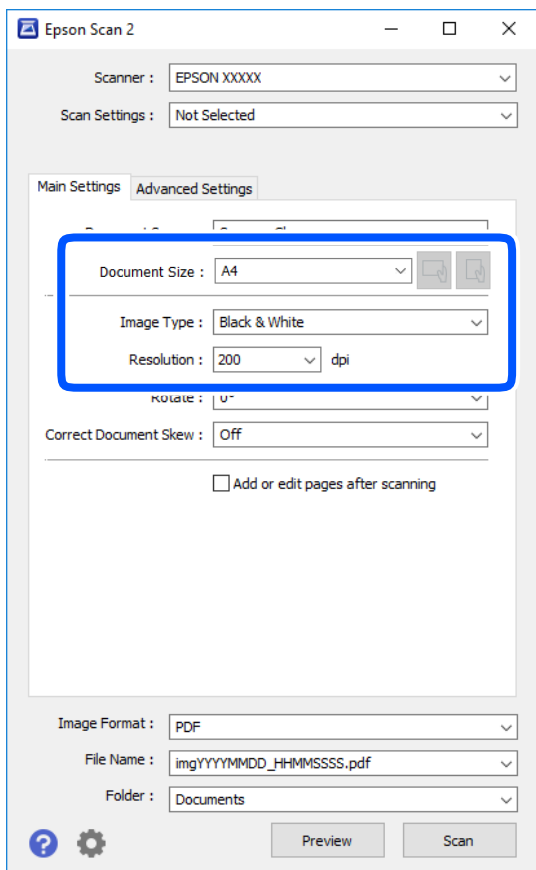 Epson Scan 2
Scanner : EPSON XXXXX
Scan Settings : Not Selected
Main Settings Advanced Settings
Document Size : A4
Image Type : Black & White
Resolution : 200 dpi
Rotate : 0°
Correct Document Skew : Off
Add or edit pages after scanning
Image Format : PDF
File Name : imgYYYYMMDD_HHMMSSSS.pdf
Folder : Documents
? Preview Scan